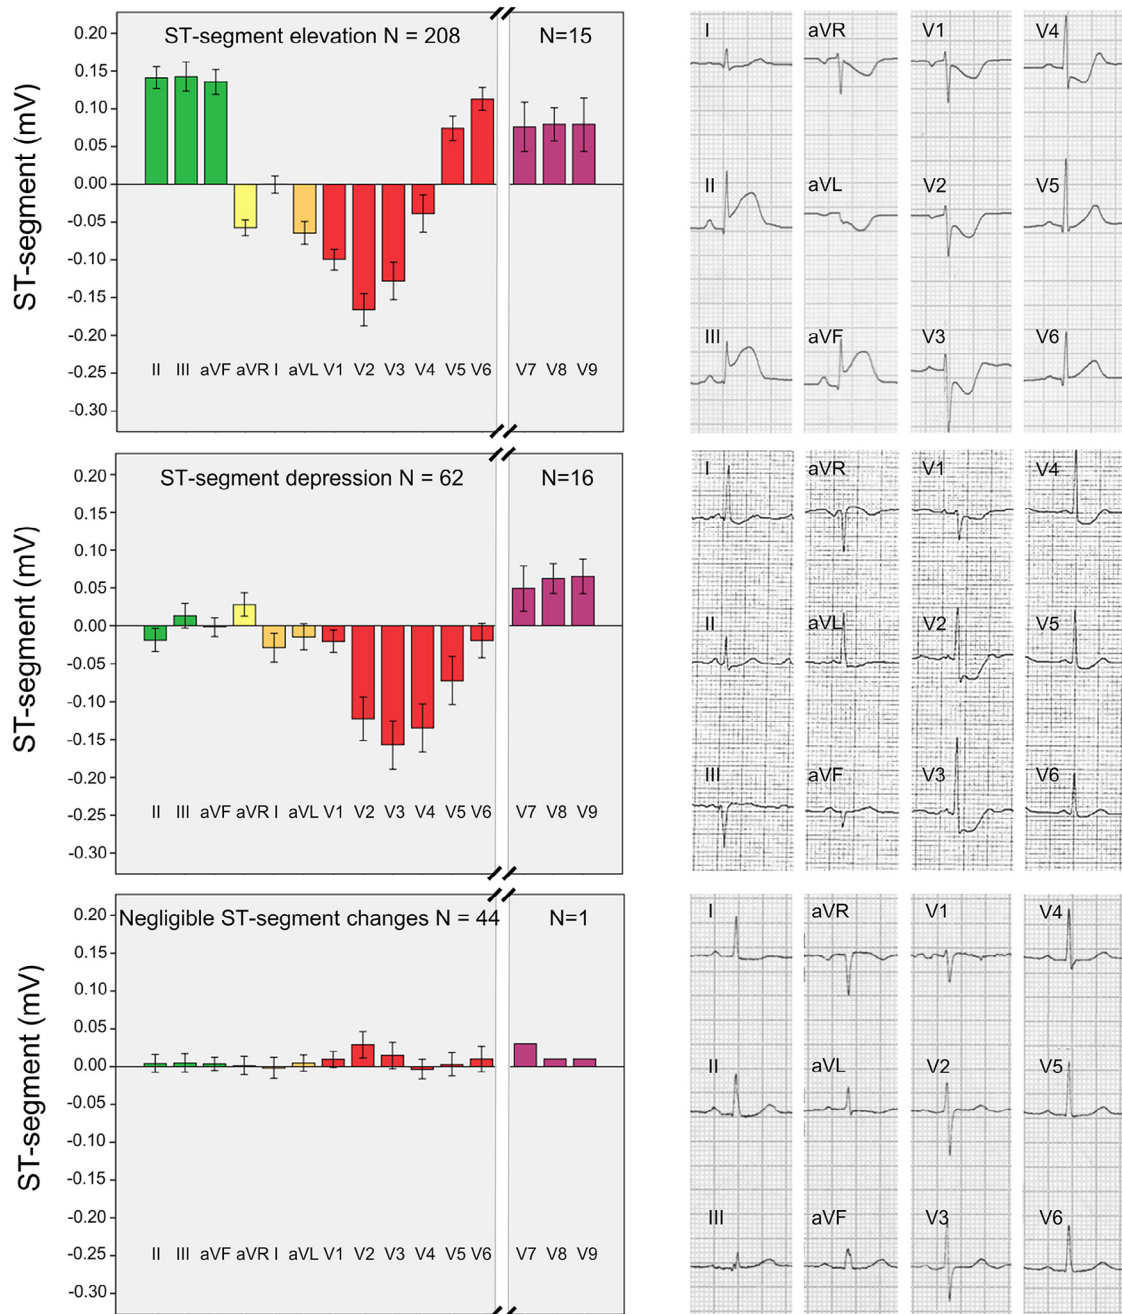 ST-segment elevation N = 208 N=15
ST-segment (mV)
0.20
0.15
0.10
0.05
0.00
-0.05
-0.10
-0.15
-0.20
-0.25
-0.30
II III aVF aVR I aVL V1 V2 V3 V4 V5 V6 V7 V8 V9
I aVR V1 V4
II aVL V2 V5
III aVF V3 V6
ST-segment depression N = 62 N=16
ST-segment (mV)
0.20
0.15
0.10
0.05
0.00
-0.05
-0.10
-0.15
-0.20
-0.25
-0.30
II III aVF aVR I aVL V1 V2 V3 V4 V5 V6 V7 V8 V9
I aVR V1 V4
II aVL V2 V5
III aVF V3 V6
Negligible ST-segment changes N = 44 N=1
ST-segment (mV)
0.20
0.15
0.10
0.05
0.00
-0.05
-0.10
-0.15
-0.20
-0.25
-0.30
II III aVF aVR I aVL V1 V2 V3 V4 V5 V6 V7 V8 V9
I aVR V1 V4
II aVL V2 V5
III aVF V3 V6